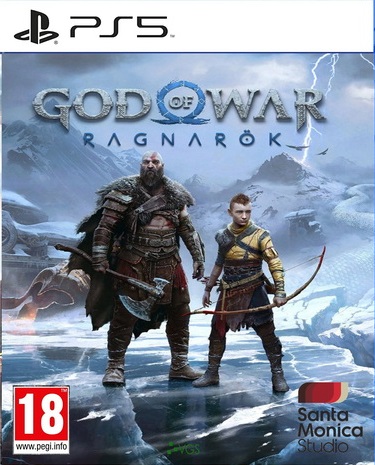 PS5
GOD OF WAR
RAGNARÖK
18
www.pegi.info
Santa
Monica
Studio